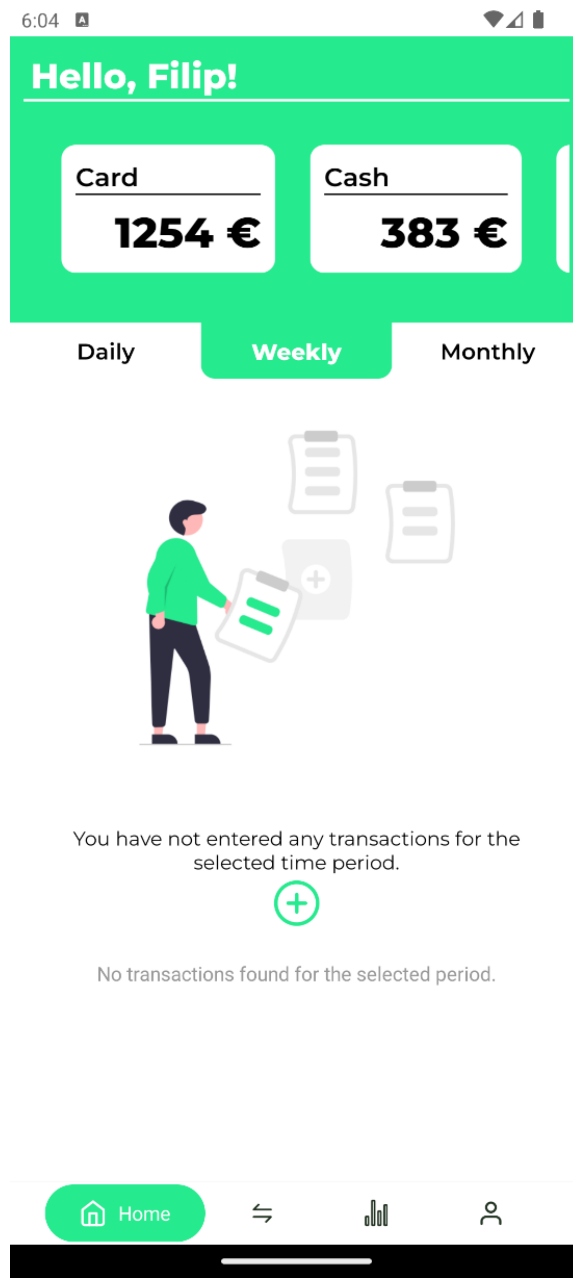 6:04 A
Hello, Filip!
Card
1254 €
Cash
383 €
Daily Weekly Monthly
You have not entered any transactions for the
selected time period.
No transactions found for the selected period.
Home